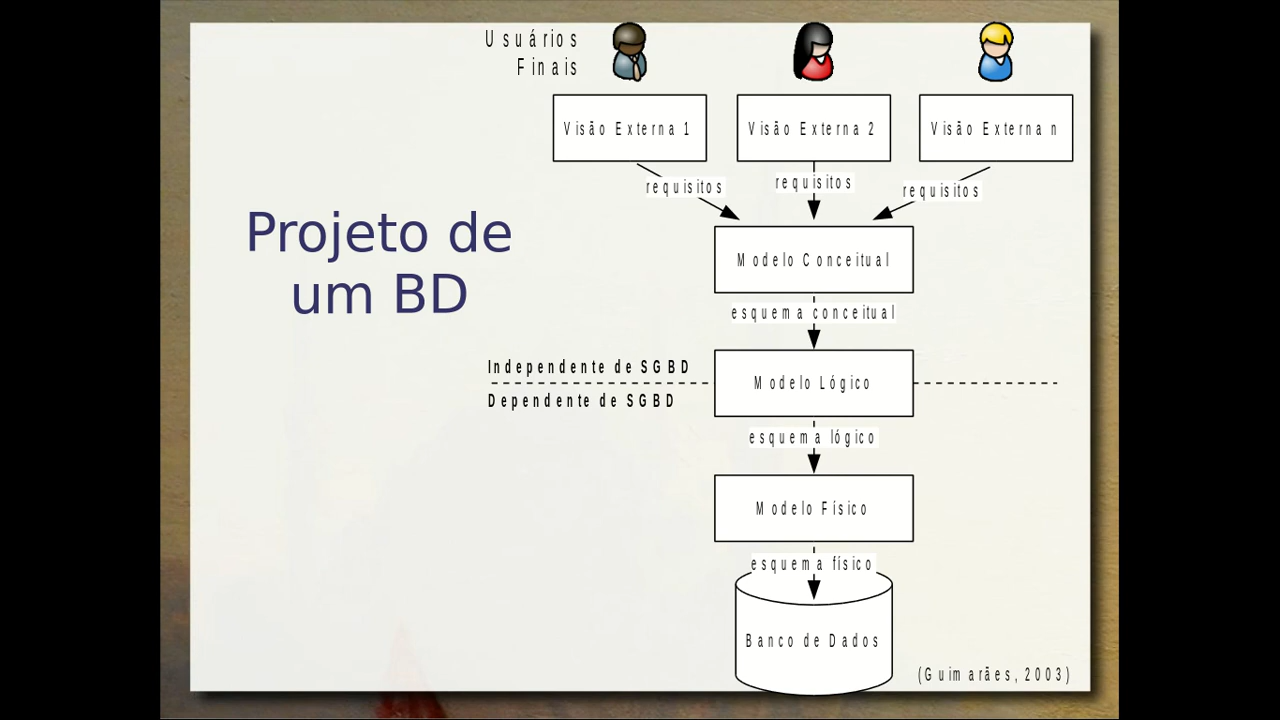 Usuários
Finais
Visão Externa 1
Visão Externa 2
Visão Externa n
requisitos
requisitos
requisitos
Projeto de
um BD
Modelo Conceitual
esquema conceitual
Independente de SGBD
Modelo Lógico
Dependente de SGBD
esquema lógico
Modelo Físico
esquema físico
Banco de Dados
(Guimarães, 2003)